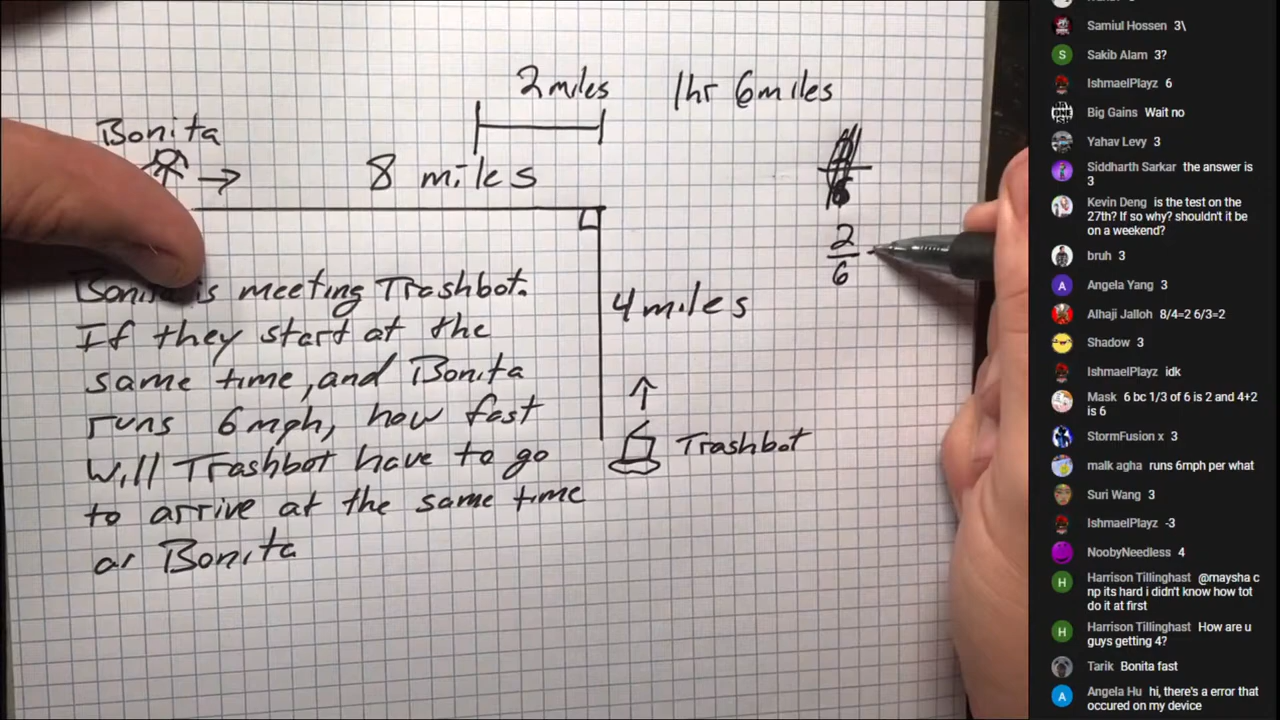 2 miles
1hr 6 miles
Bonita
8 miles
2
6
Bonita is meeting Trashbot.
If they start at the
same time, and Bonita
runs 6mph, how fast
will Trashbot have to go
to arrive at the same time
as Bonita
4 miles
Trashbot
Samiul Hossen 3\
Sakib Alam 3?
IshmaelPlayz 6
Big Gains Wait no
Yahav Levy 3
Siddharth Sarkar the answer is
3
Kevin Deng is the test on the
27th? If so why? shouldn't it be
on a weekend?
bruh 3
Angela Yang 3
Alhaji Jalloh 8/4=2 6/3=2
Shadow 3
IshmaelPlayz idk
Mask 6 bc 1/3 of 6 is 2 and 4+2
is 6
StormFusion x 3
malk agha runs 6mph per what
Suri Wang 3
IshmaelPlayz -3
NoobyNeedless 4
Harrison Tillinghast @maysha c
np its hard i didn't know how tot
do it at first
Harrison Tillinghast How are u
guys getting 4?
Tarik Bonita fast
Angela Hu hi, there's a error that
occured on my device